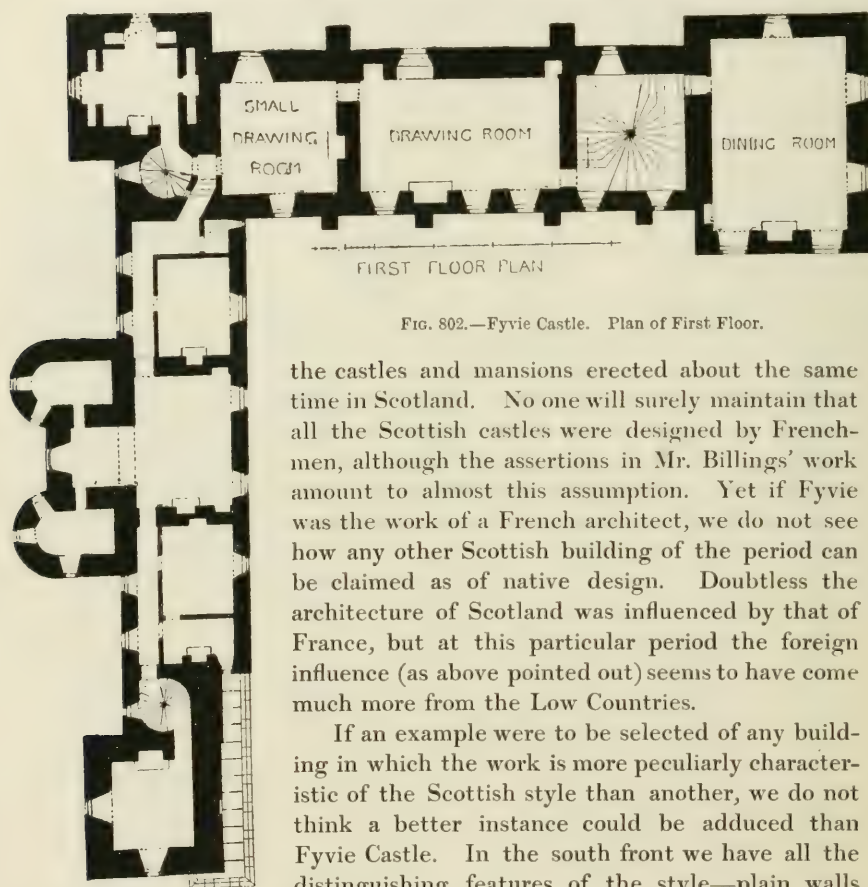 SMALL
DRAWING
ROOM
DRAWING ROOM
DINING ROOM
FIRST FLOOR PLAN
FIG. 802.—Fyvie Castle. Plan of First Floor.
the castles and mansions erected about the same
time in Scotland. No one will surely maintain that
all the Scottish castles were designed by French-
men, although the assertions in Mr. Billings' work
amount to almost this assumption. Yet if Fyvie
was the work of a French architect, we do not see
how any other Scottish building of the period can
be claimed as of native design. Doubtless the
architecture of Scotland was influenced by that of
France, but at this particular period the foreign
influence (as above pointed out) seems to have come
much more from the Low Countries.
If an example were to be selected of any build-
ing in which the work is more peculiarly character-
istic of the Scottish style than another, we do not
think a better instance could be adduced than
Fyvie Castle. In the south front we have all the
distinguishing features of the style—plain walls